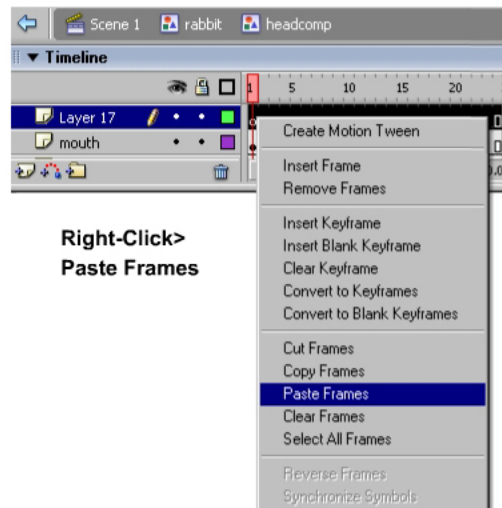 Scene 1 rabbit headcomp
Timeline
1 5 10 15 20
Layer 17
mouth
Right-Click>
Paste Frames
Create Motion Tween
Insert Frame
Remove Frames
Insert Keyframe
Insert Blank Keyframe
Clear Keyframe
Convert to Keyframes
Convert to Blank Keyframes
Cut Frames
Copy Frames
Paste Frames
Clear Frames
Select All Frames
Reverse Frames
Synchronize Symbols